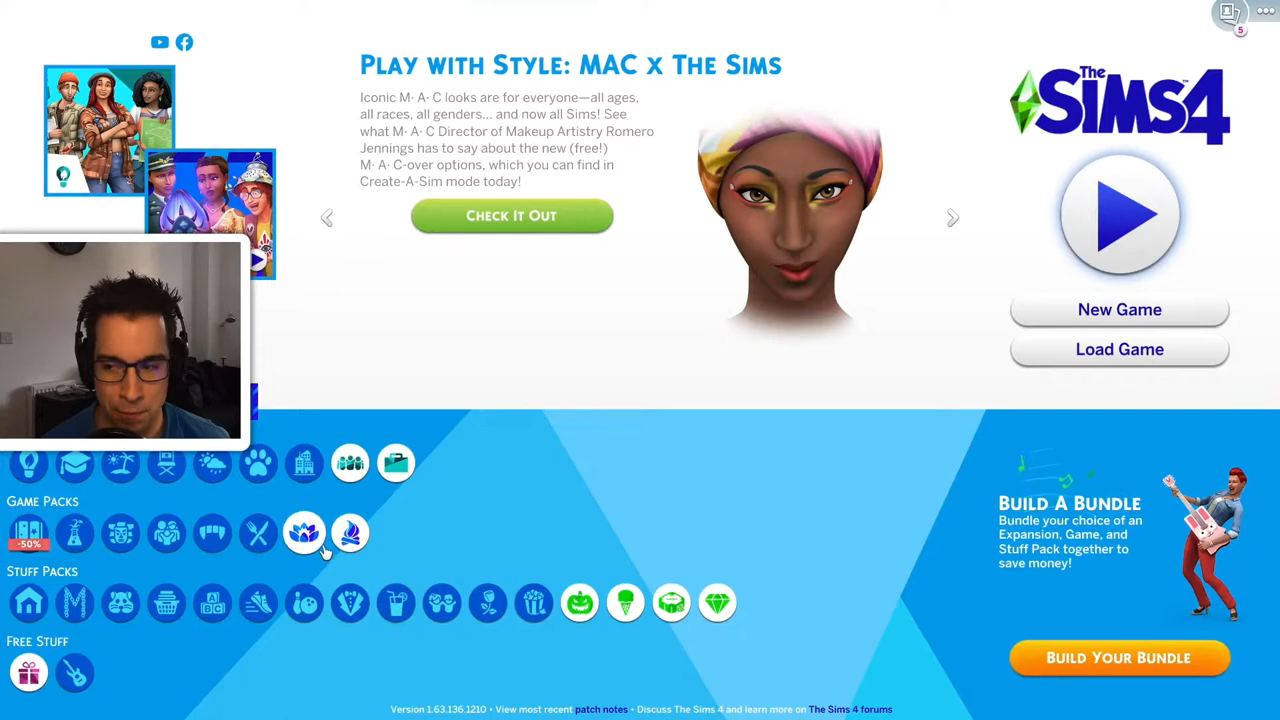 5
PLAY WITH STYLE: MAC X THE SIMS
Iconic M·A·C looks are for everyone—all ages,
all races, all genders... and now all Sims! See
what M·A·C Director of Makeup Artistry Romero
Jennings has to say about the new (free!)
M·A·C-over options, which you can find in
Create-A-Sim mode today!
CHECK IT OUT
THE SIMS 4
New Game
Load Game
GAME PACKS
-50%
STUFF PACKS
ABC
FREE STUFF
BUILD A BUNDLE
Bundle your choice of an
Expansion, Game, and
Stuff Pack together to
save money!
BUILD YOUR BUNDLE
Version 1.63.136.1210 • View most recent patch notes • Discuss The Sims 4 and learn more on The Sims 4 forums